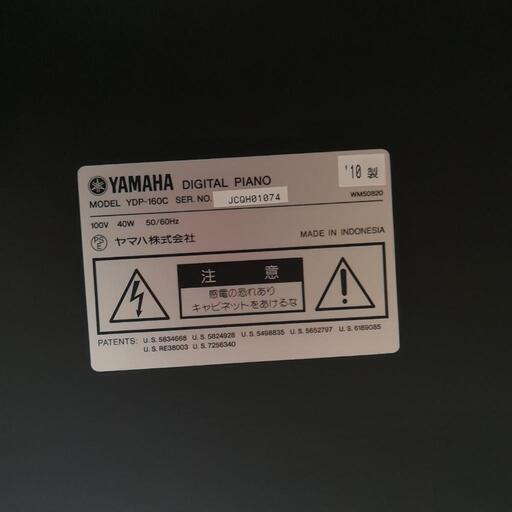 YAMAHA DIGITAL PIANO
'10 製
MODEL YDP-160C SER. NO. JCQH01074
WM50820
100V 40W 50/60Hz
MADE IN INDONESIA
PSE ヤマハ株式会社
注 意
感電の恐れあり
キャビネットをあけるな
PATENTS: U. S. 5834668 U. S. 5824928 U. S. 5498835 U. S. 5652797 U. S. 6189085
U. S. RE38003 U. S. 7256340